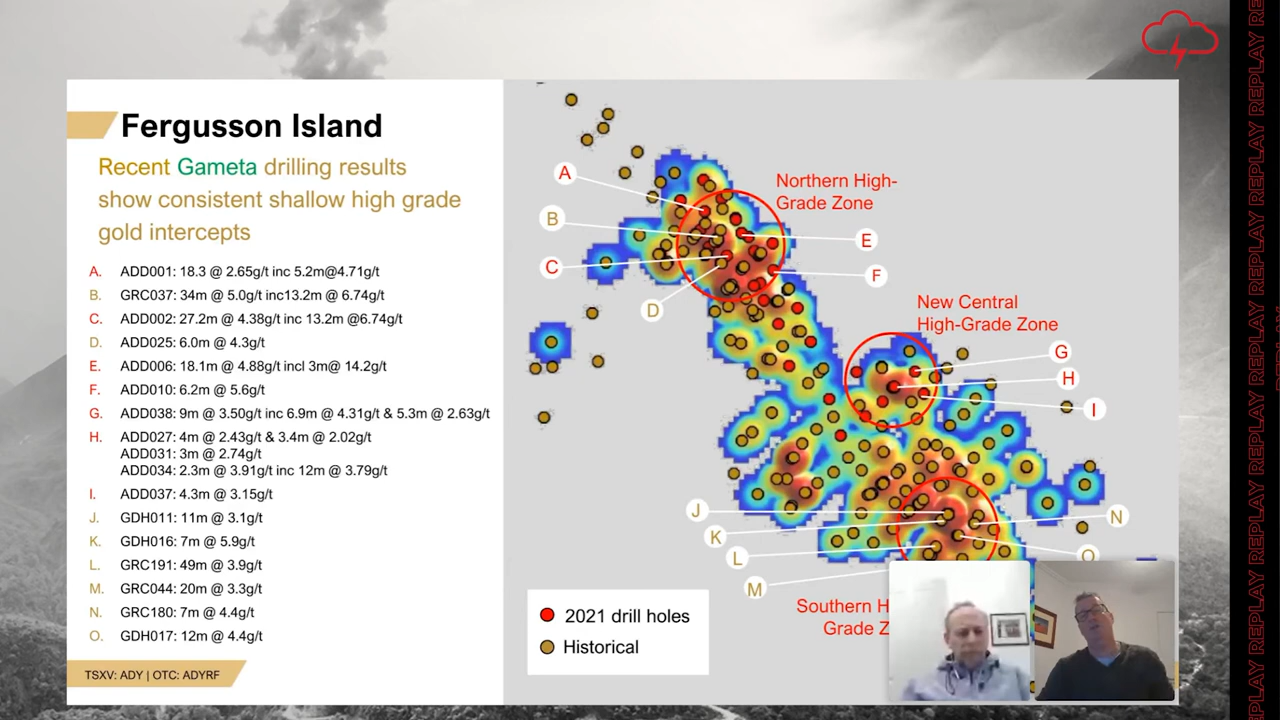 Fergusson Island
Recent Gameta drilling results
show consistent shallow high grade
gold intercepts
A. ADD001: 18.3 @ 2.65g/t inc 5.2m@4.71g/t
B. GRC037: 34m @ 5.0g/t inc13.2m @ 6.74g/t
C. ADD002: 27.2m @ 4.38g/t inc 13.2m @6.74g/t
D. ADD025: 6.0m @ 4.3g/t
E. ADD006: 18.1m @ 4.88g/t incl 3m@ 14.2g/t
F. ADD010: 6.2m @ 5.6g/t
G. ADD038: 9m @ 3.50g/t inc 6.9m @ 4.31g/t & 5.3m @ 2.63g/t
H. ADD027: 4m @ 2.43g/t & 3.4m @ 2.02g/t
ADD031: 3m @ 2.74g/t
ADD034: 2.3m @ 3.91g/t inc 12m @ 3.79g/t
I. ADD037: 4.3m @ 3.15g/t
J. GDH011: 11m @ 3.1g/t
K. GDH016: 7m @ 5.9g/t
L. GRC191: 49m @ 3.9g/t
M. GRC044: 20m @ 3.3g/t
N. GRC180: 7m @ 4.4g/t
O. GDH017: 12m @ 4.4g/t
TSXV: ADY | OTC: ADYRF
A
B
C
D
Northern High-
Grade Zone
E
F
New Central
High-Grade Zone
G
H
I
J
K
L
M
N
O
Southern H
Grade Z
2021 drill holes
Historical
REPLAY REPLAY REPLAY REPLAY REPLAY REPLAY REPLAY RE